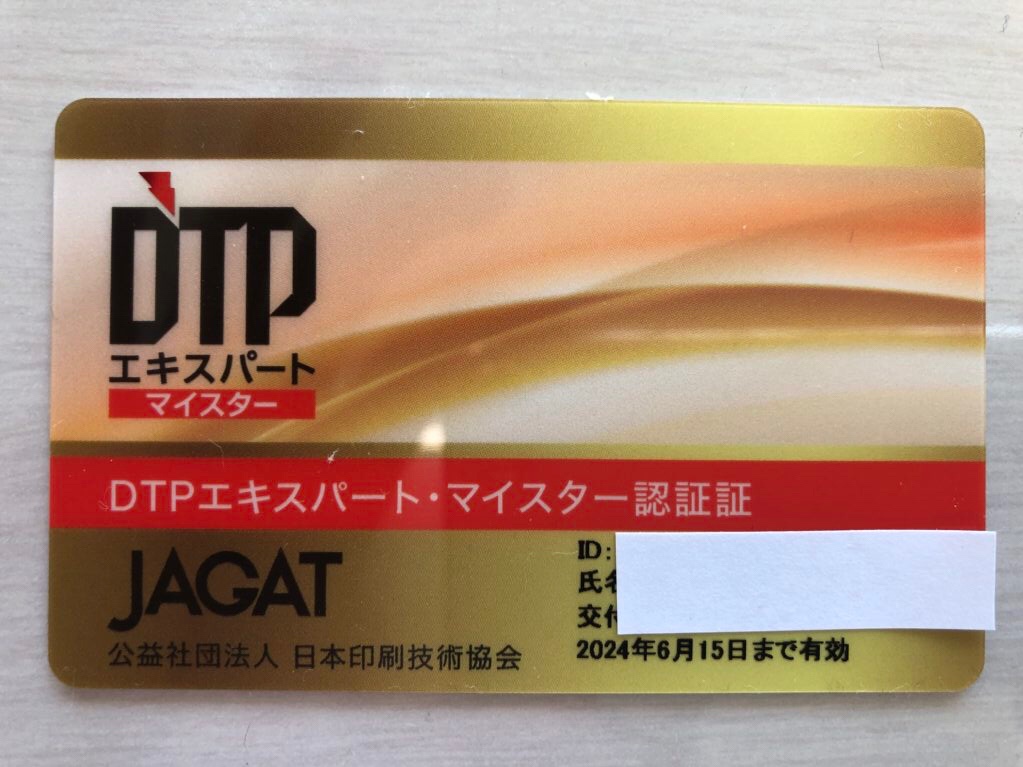 DTP
エキスパート
マイスター
DTPエキスパート・マイスター認証証
JAGAT
公益社団法人 日本印刷技術協会
ID:
氏名
交付
2024年6月15日まで有効